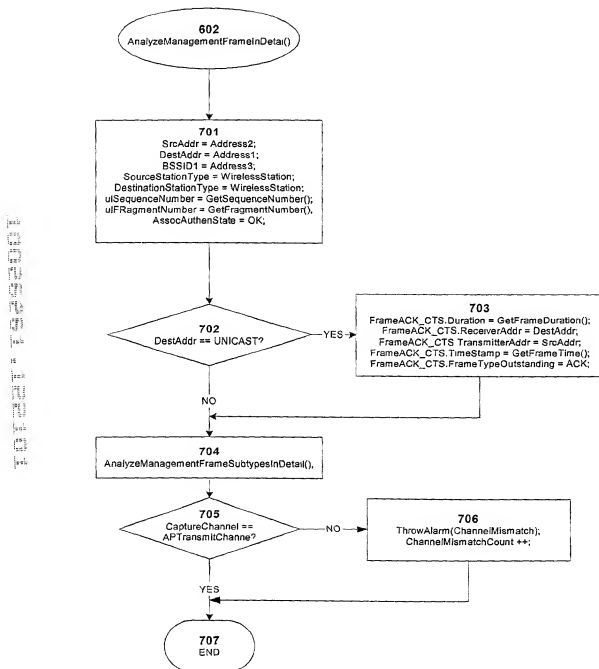 602
AnalyzeManagementFrameInDetail()
701
SrcAddr = Address2;
DestAddr = Address1;
BSSID1 = Address3;
SourceStationType = WirelessStation;
DestinationStationType = WirelessStation;
uiSequenceNumber = GetSequenceNumber();
uiFRagmentNumber = GetFragmentNumber(),
AssocAuthenState = OK;
702
DestAddr == UNICAST?
YES
703
FrameACK_CTS.Duration = GetFrameDuration();
FrameACK_CTS.ReceiverAddr = DestAddr;
FrameACK_CTS TransmitterAddr = SrcAddr;
FrameACK_CTS.TimeStamp = GetFrameTime();
FrameACK_CTS.FrameTypeOutstanding = ACK;
NO
704
AnalyzeManagementFrameSubtypesInDetail(),
705
CaptureChannel ==
APTransmitChanne?
NO
706
ThrowAlarm(ChannelMismatch);
ChannelMismatchCount ++;
YES
707
END